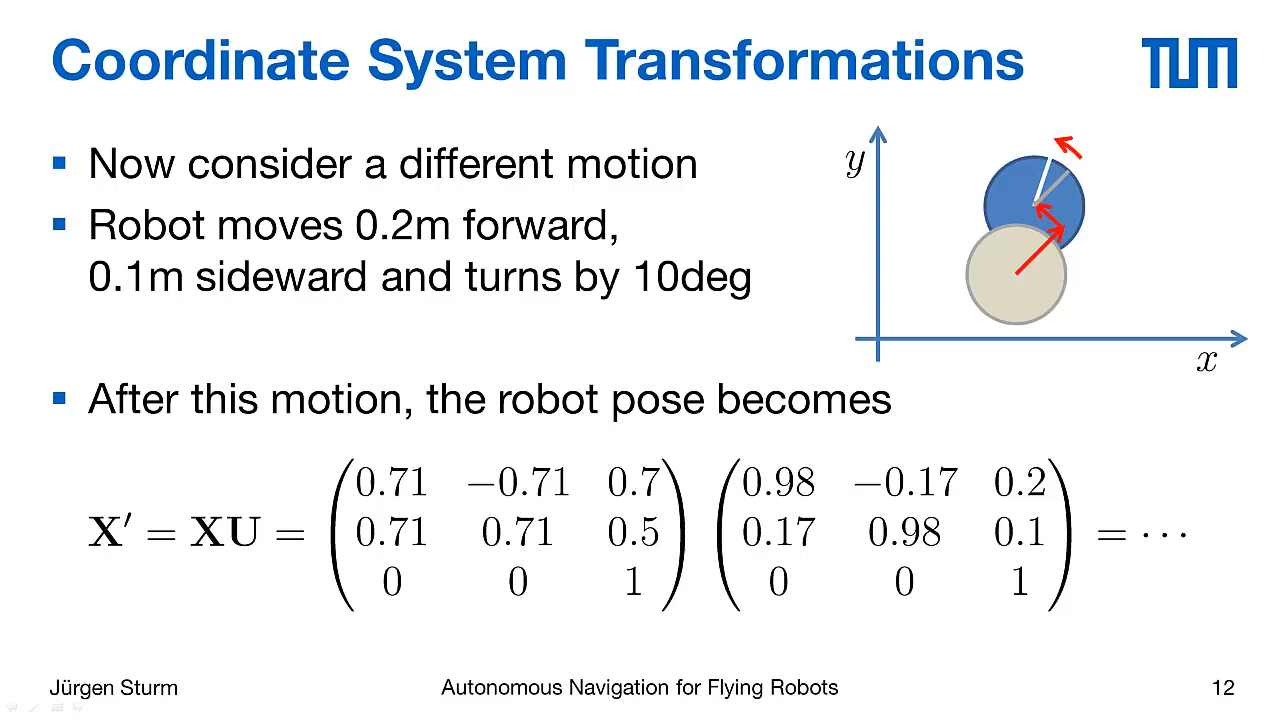 Coordinate System Transformations
TUM
▪ Now consider a different motion
▪ Robot moves 0.2m forward,
0.1m sideward and turns by 10deg
y
x
▪ After this motion, the robot pose becomes
X′ = XU = (0.71 −0.71 0.7) (0.98 −0.17 0.2) = ···
(0.71 0.71 0.5) (0.17 0.98 0.1)
(0 0 1) (0 0 1)
Jürgen Sturm Autonomous Navigation for Flying Robots 12